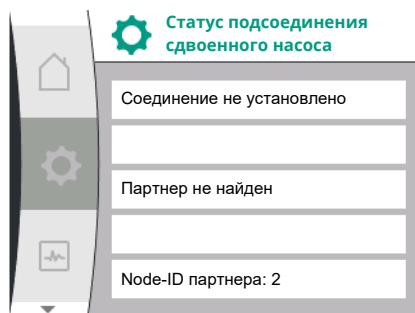 Статус подсоединения
сдвоенного насоса
Соединение не установлено
Партнер не найден
Node-ID партнера: 2